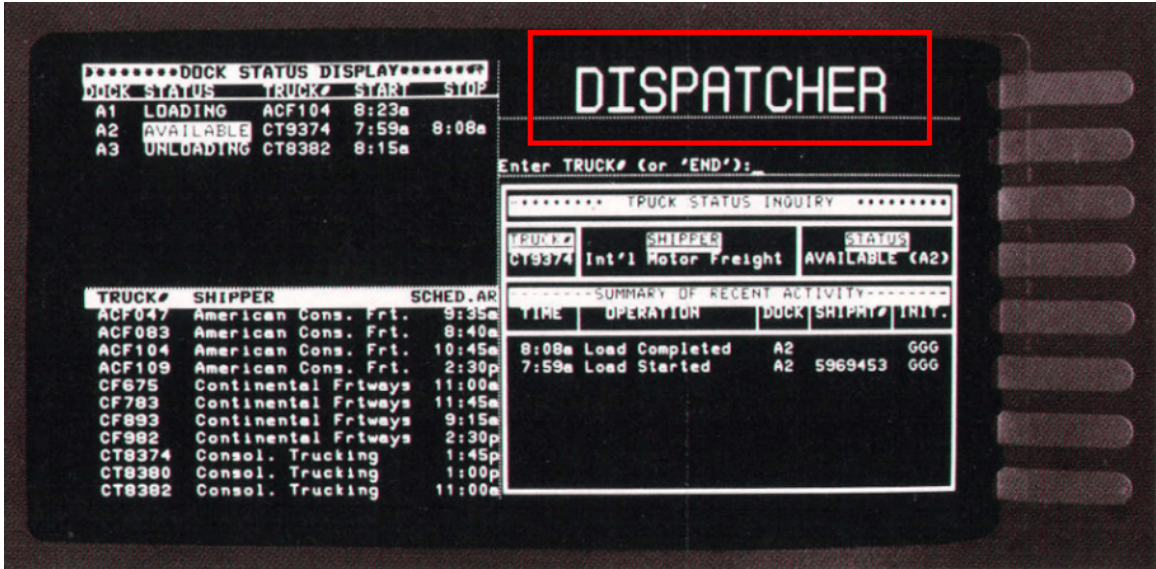 DOCK STATUS DISPLAY
DOCK STATUS TRUCK# START STOP
A1 LOADING ACF104 8:23a
A2 AVAILABLE CT9374 7:59a 8:08a
A3 UNLOADING CT8382 8:15a
TRUCK# SHIPPER SCHED.AR
ACF047 American Cons. Frt. 9:35a
ACF083 American Cons. Frt. 8:40a
ACF104 American Cons. Frt. 10:45a
ACF109 American Cons. Frt. 2:30p
CF675 Continental Frtways 11:00a
CF783 Continental Frtways 11:45a
CF893 Continental Frtways 9:15a
CF982 Continental Frtways 2:30p
CT8374 Consol. Trucking 1:45p
CT8380 Consol. Trucking 1:00p
CT8382 Consol. Trucking 11:00a
DISPATCHER
Enter TRUCK# (or 'END'):_
TRUCK STATUS INQUIRY
TRUCK# SHIPPER STATUS
CT9374 Int'l Motor Freight AVAILABLE (A2)
SUMMARY OF RECENT ACTIVITY
TIME OPERATION DOCK SHIPMT# INIT.
8:08a Load Completed A2 GGG
7:59a Load Started A2 5969453 GGG